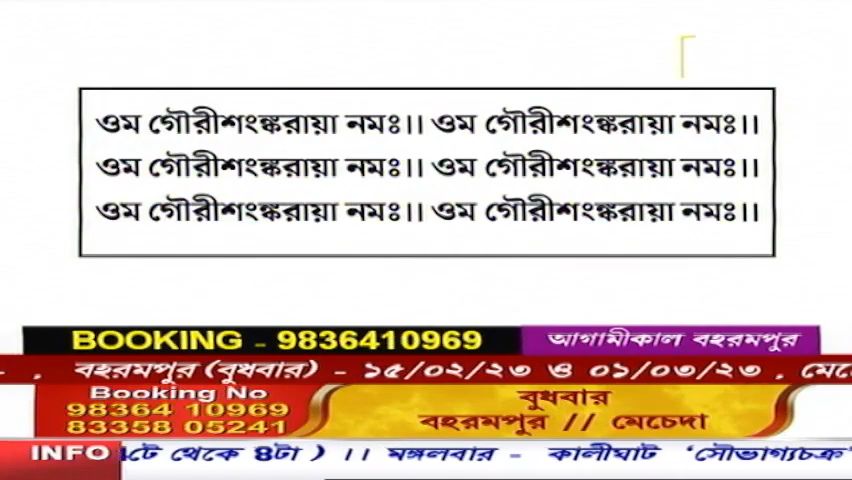 ওম গৌরীশংঙ্করায়া নমঃ।। ওম গৌরীশংঙ্করায়া নমঃ।।
ওম গৌরীশংঙ্করায়া নমঃ।। ওম গৌরীশংঙ্করায়া নমঃ।।
ওম গৌরীশংঙ্করায়া নমঃ।। ওম গৌরীশংঙ্করায়া নমঃ।।
BOOKING - 9836410969 আগামীকাল বহরমপুর
- , বহরমপুর (বুধবার) - ১৫/০২/২৩ ও ০১/০৩/২৩ ,
Booking No
98364 10969
83358 05241
বুধবার
বহরমপুর // মেচেদা
INFO থেকে 8টা ) ।। মঙ্গলবার - কালীঘাট ‘সৌভাগ্যচক্র’